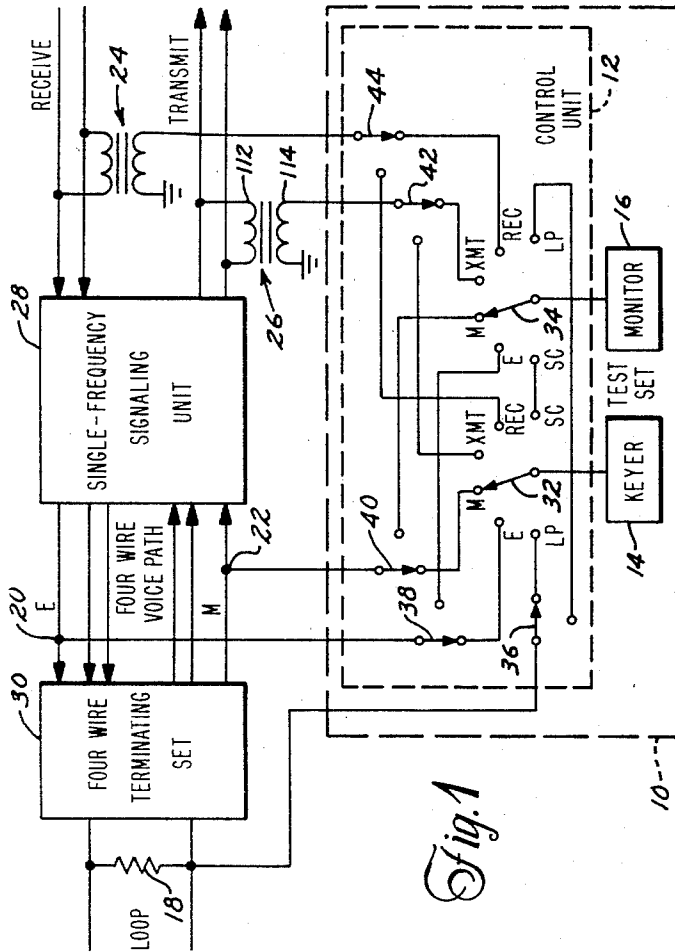 RECEIVE
24
TRANSMIT
28
SINGLE-FREQUENCY
SIGNALING
UNIT
112
114
26
20
E
FOUR WIRE
VOICE PATH
M
22
30
FOUR WIRE
TERMINATING
SET
LOOP
18
44
42
40
38
36
CONTROL
UNIT
12
M
E
LP
XMT
REC
SC
32
M
E
SC
XMT
REC
LP
34
KEYER
14
TEST
SET
MONITOR
16
10
Fig. 1